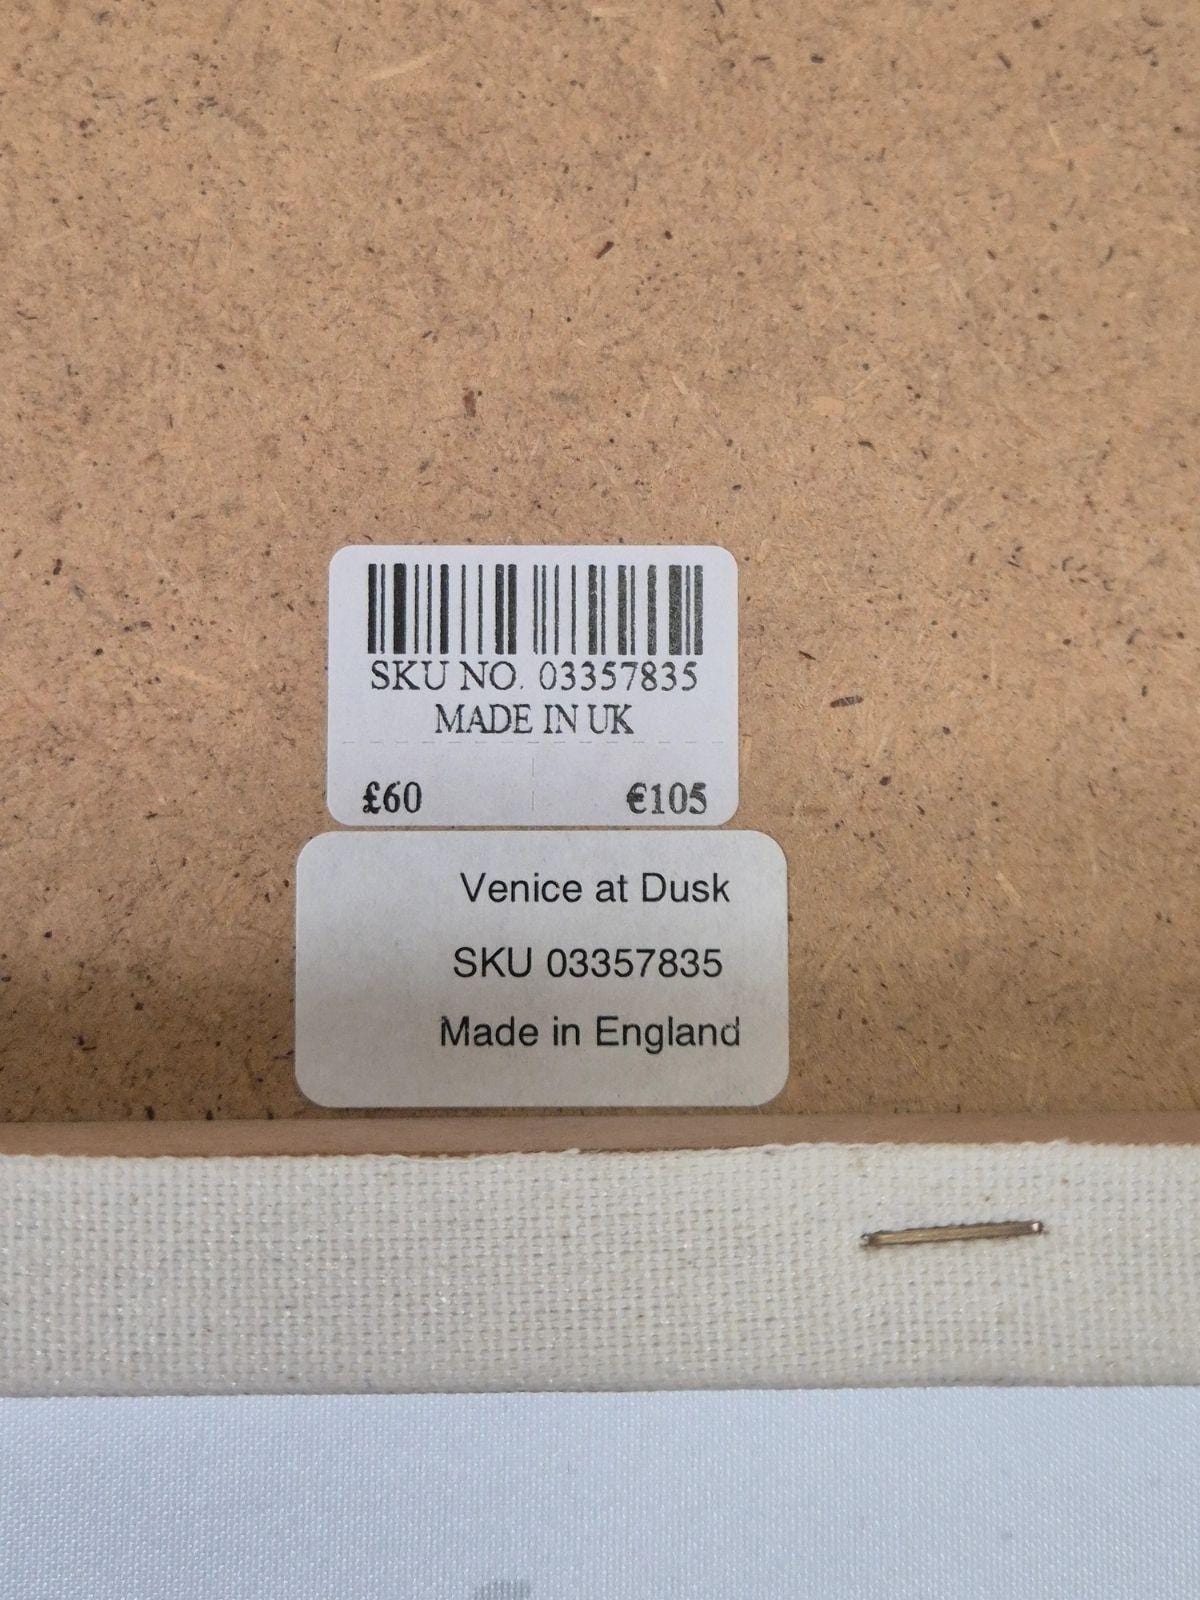 SKU NO. 03357835
MADE IN UK
£60 €105
Venice at Dusk
SKU 03357835
Made in England